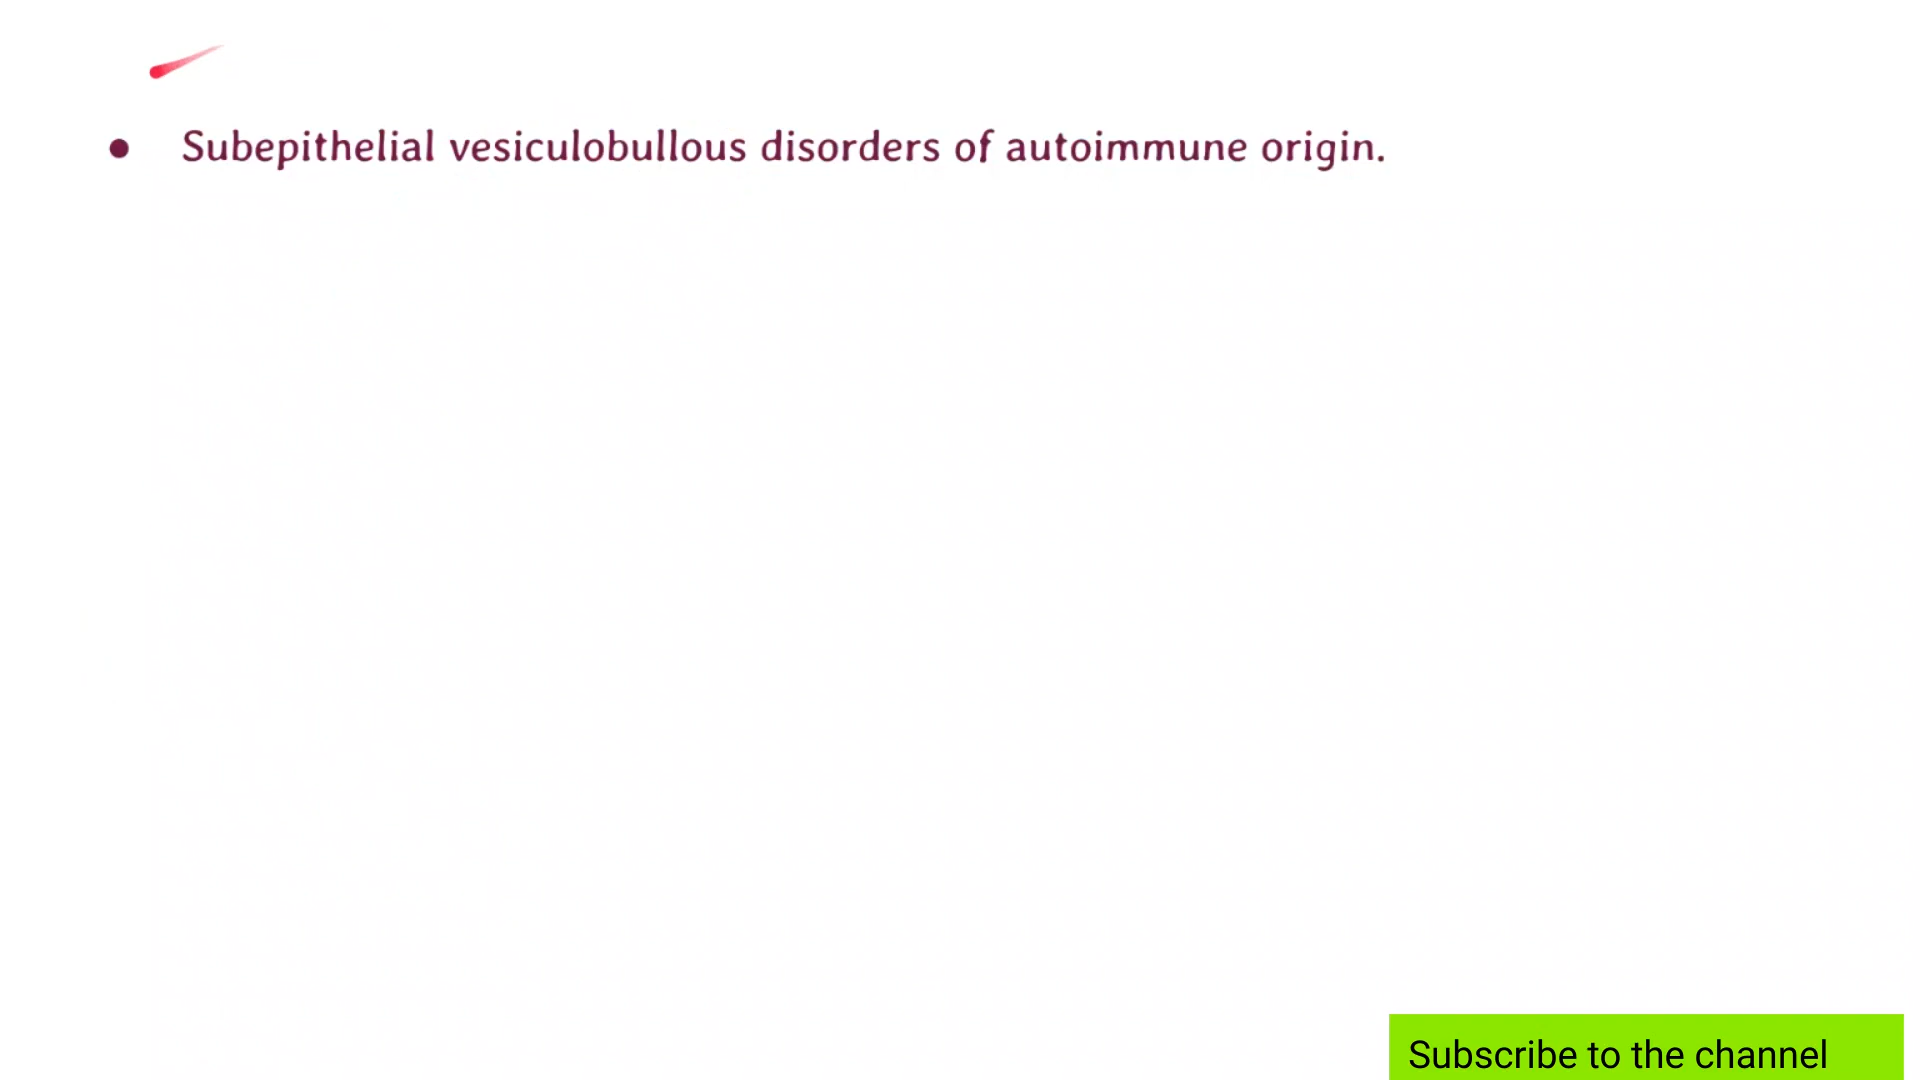 ● Subepithelial vesiculobullous disorders of autoimmune origin.
Subscribe to the channel